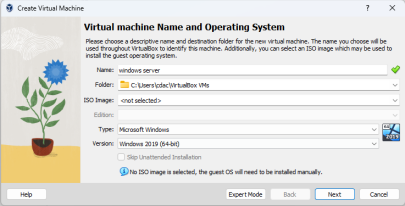 Create Virtual Machine
Virtual machine Name and Operating System
Please choose a descriptive name and destination folder for the new virtual machine. The name you choose will be
used throughout VirtualBox to identify this machine. Additionally, you can select an ISO image which may be used to
install the guest operating system.
Name: windows server
Folder: C:\Users\cdac\VirtualBox VMs
ISO Image: <not selected>
Edition:
Type: Microsoft Windows
Version: Windows 2019 (64-bit)
Skip Unattended Installation
No ISO image is selected, the guest OS will need to be installed manually.
Help Expert Mode Back Next Cancel